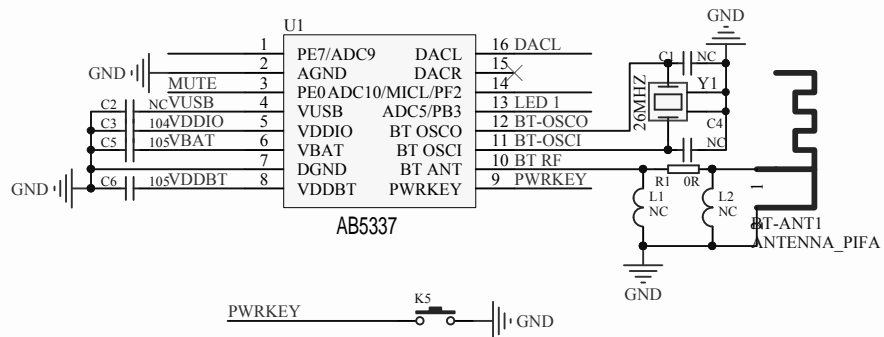 GND
U1
1 PE7/ADC9 DACL 16 DACL
C1 NC
GND 2 AGND DACR 15
Y1
MUTE 3 PE0 ADC10/MICL/PF2 14
26MHZ
C2 NC VUSB 4 VUSB ADC5/PB3 13 LED 1
C3 104 VDDIO 5 VDDIO BT OSCO 12 BT-OSCO
C4
NC
C5 105 VBAT 6 VBAT BT OSCI 11 BT-OSCI
7 DGND BT ANT 10 BT RF
GND C6 105 VDDBT 8 VDDBT PWRKEY 9 PWRKEY
R1 0R
1
L1 NC
L2 NC
AB5337
BT-ANT1
ANTENNA_PIFA
GND
K5
PWRKEY
GND